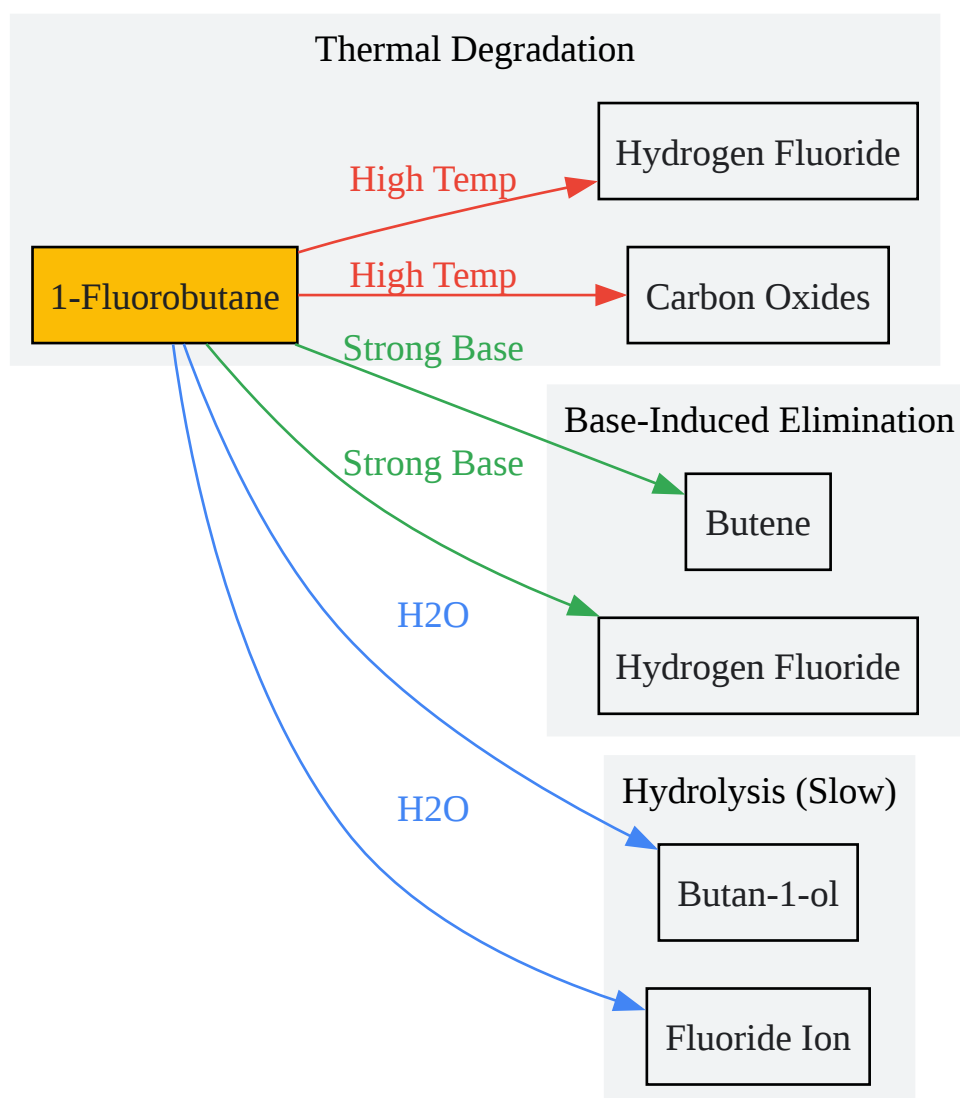 Thermal Degradation
Hydrogen Fluoride
High Temp
1-Fluorobutane
High Temp
Carbon Oxides
Strong Base
Base-Induced Elimination
Strong Base
Butene
H2O
Hydrogen Fluoride
Hydrolysis (Slow)
H2O
Butan-1-ol
Fluoride Ion